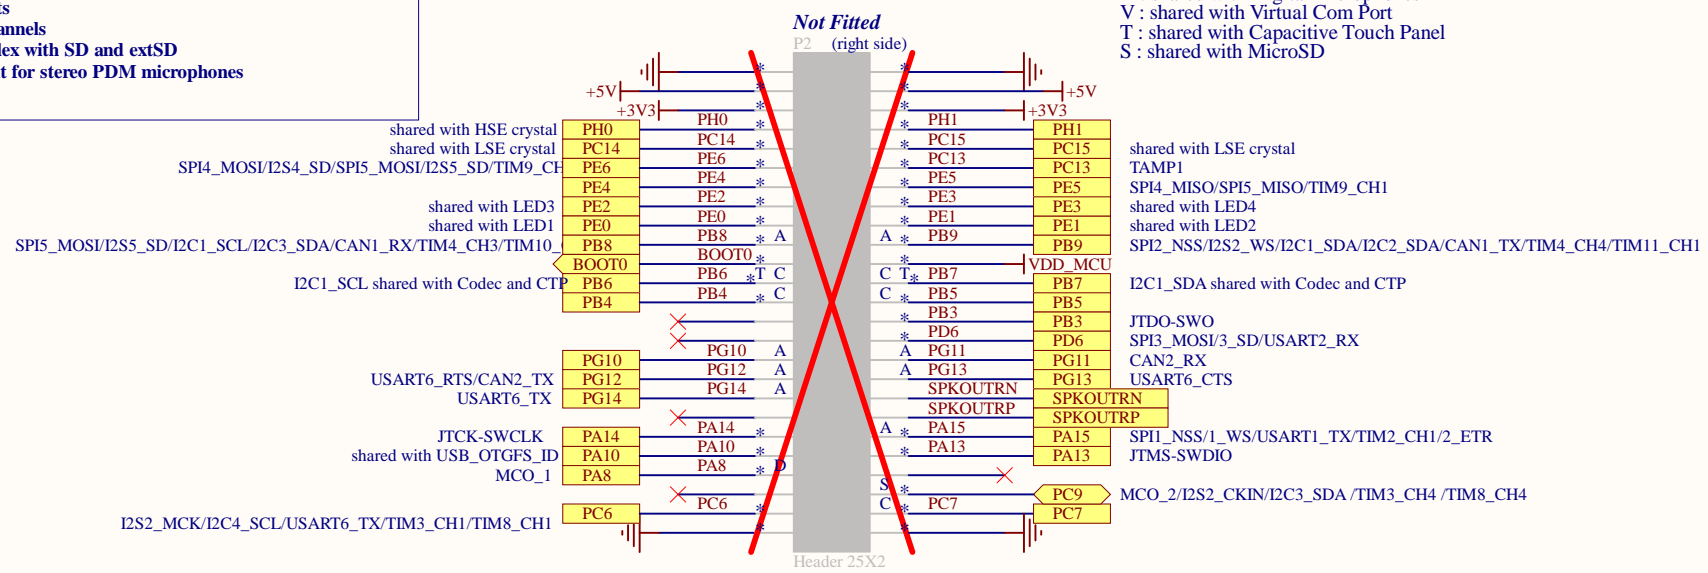 ts
annels
lex with SD and extSD
t for stereo PDM microphones
V : shared with Virtual Com Port
T : shared with Capacitive Touch Panel
S : shared with MicroSD
Not Fitted
P2 (right side)
* *
+5V * * +5V
+3V3 * * +3V3
shared with HSE crystal PH0 PH0 * * PH1 PH1
shared with LSE crystal PC14 PC14 * * PC15 PC15 shared with LSE crystal
SPI4_MOSI/I2S4_SD/SPI5_MOSI/I2S5_SD/TIM9_CH PE6 PE6 * * PC13 PC13 TAMP1
PE4 PE4 * * PE5 PE5 SPI4_MISO/SPI5_MISO/TIM9_CH1
shared with LED3 PE2 PE2 * * PE3 PE3 shared with LED4
shared with LED1 PE0 PE0 * * PE1 PE1 shared with LED2
SPI5_MOSI/I2S5_SD/I2C1_SCL/I2C3_SDA/CAN1_RX/TIM4_CH3/TIM10_ PB8 PB8 * A A * PB9 PB9 SPI2_NSS/I2S2_WS/I2C1_SDA/I2C2_SDA/CAN1_TX/TIM4_CH4/TIM11_CH1
BOOT0 BOOT0 * * VDD_MCU
I2C1_SCL shared with Codec and CTP PB6 PB6 *T C C T* PB7 PB7 I2C1_SDA shared with Codec and CTP
PB4 PB4 * C C * PB5 PB5
* PB3 PB3 JTDO-SWO
* PD6 PD6 SPI3_MOSI/3_SD/USART2_RX
PG10 PG10 A A PG11 PG11 CAN2_RX
USART6_RTS/CAN2_TX PG12 PG12 A A PG13 PG13 USART6_CTS
USART6_TX PG14 PG14 A SPKOUTRN SPKOUTRN
SPKOUTRP SPKOUTRP
JTCK-SWCLK PA14 PA14 * A * PA15 PA15 SPI1_NSS/1_WS/USART1_TX/TIM2_CH1/2_ETR
shared with USB_OTGFS_ID PA10 PA10 * * PA13 PA13 JTMS-SWDIO
MCO_1 PA8 PA8 * D
S * PC9 MCO_2/I2S2_CKIN/I2C3_SDA /TIM3_CH4 /TIM8_CH4
I2S2_MCK/I2C4_SCL/USART6_TX/TIM3_CH1/TIM8_CH1 PC6 PC6 * C * PC7 PC7
* *
Header 25X2